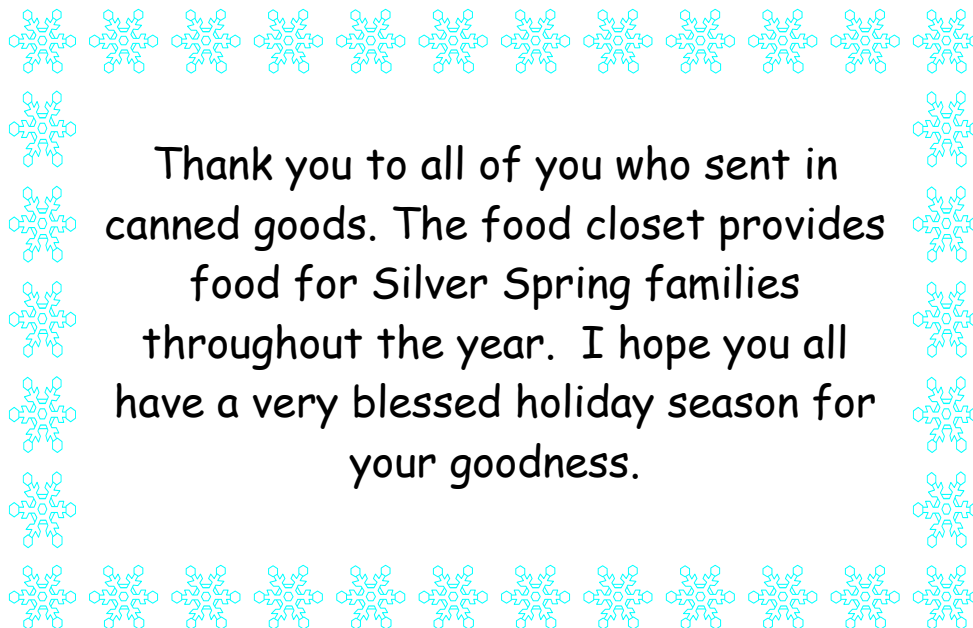 Thank you to all of you who sent in
canned goods. The food closet provides
food for Silver Spring families
throughout the year.  I hope you all
have a very blessed holiday season for
your goodness.